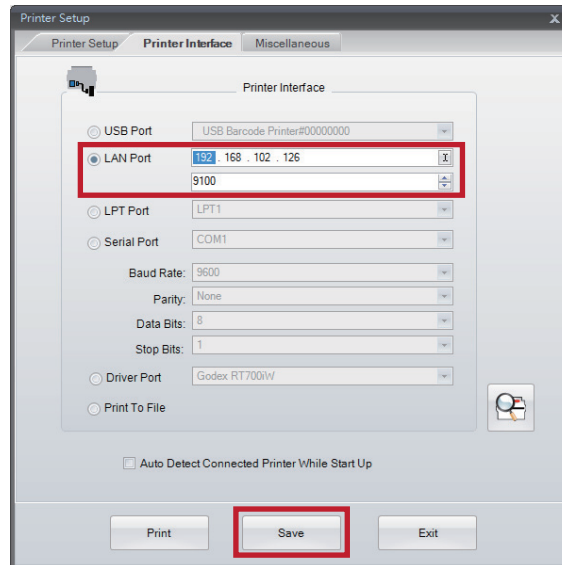 Printer Setup X
Printer Setup Printer Interface Miscellaneous
Printer Interface
USB Port USB Barcode Printer#00000000
LAN Port 192 . 168 . 102 . 126
9100
LPT Port LPT1
Serial Port COM1
Baud Rate: 9600
Parity: None
Data Bits: 8
Stop Bits: 1
Driver Port Godex RT700iW
Print To File
Auto Detect Connected Printer While Start Up
Print Save Exit